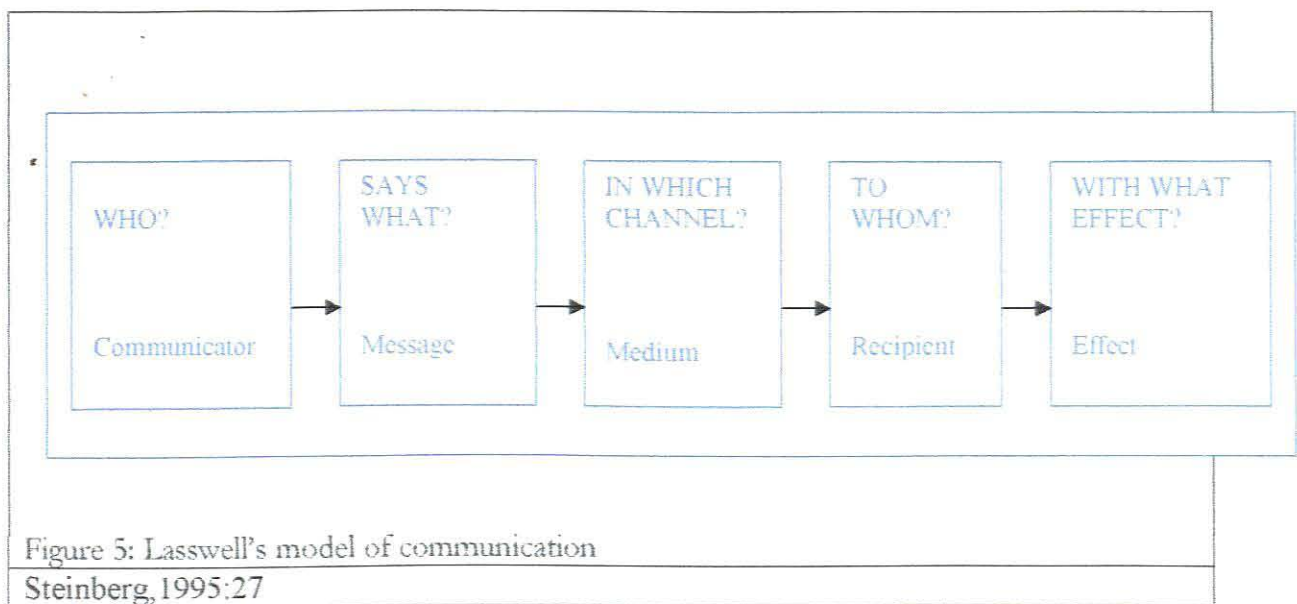 WHO?
Communicator
SAYS
WHAT?
Message
IN WHICH
CHANNEL?
Medium
TO
WHOM?
Recipient
WITH WHAT
EFFECT?
Effect
Figure 5: Lasswell's model of communication
Steinberg,1995:27